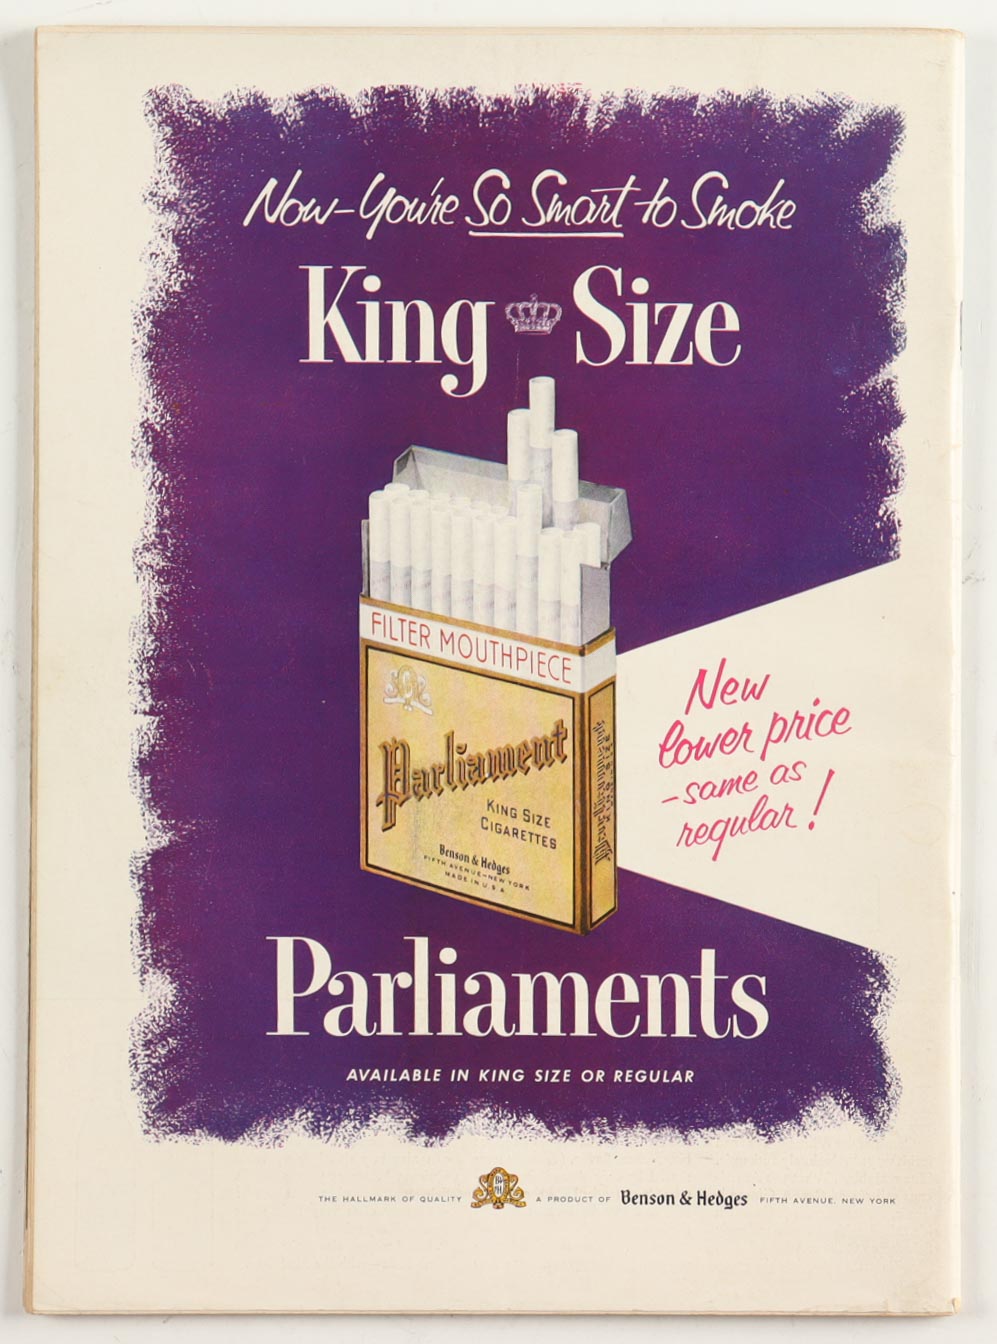 Now—You're So Smart to Smoke
King Size
FILTER MOUTHPIECE
Parliament
KING SIZE
CIGARETTES
Benson & Hedges
FIFTH AVENUE—NEW YORK
MADE IN U.S.A
New
lower price
—same as
regular!
Parliaments
AVAILABLE IN KING SIZE OR REGULAR
THE HALLMARK OF QUALITY B&H A PRODUCT OF Benson & Hedges FIFTH AVENUE, NEW YORK